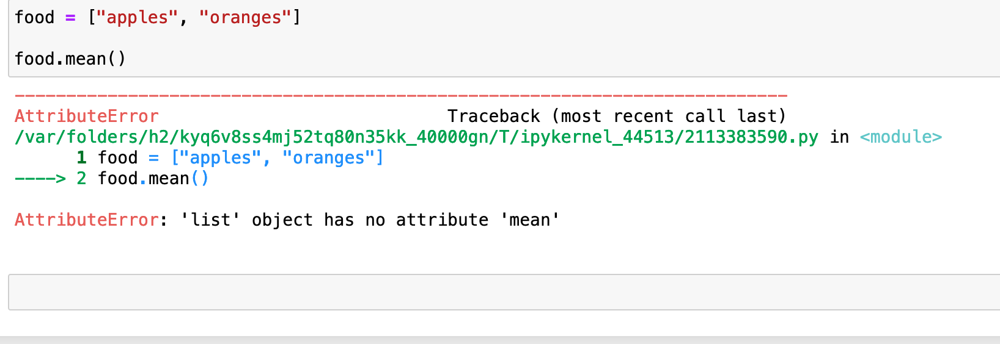 food = ["apples", "oranges"]
food.mean()
---------------------------------------------------------------------------
AttributeError                            Traceback (most recent call last)
/var/folders/h2/kyq6v8ss4mj52tq80n35kk_40000gn/T/ipykernel_44513/2113383590.py in <module>
      1 food = ["apples", "oranges"]
----> 2 food.mean()
AttributeError: 'list' object has no attribute 'mean'